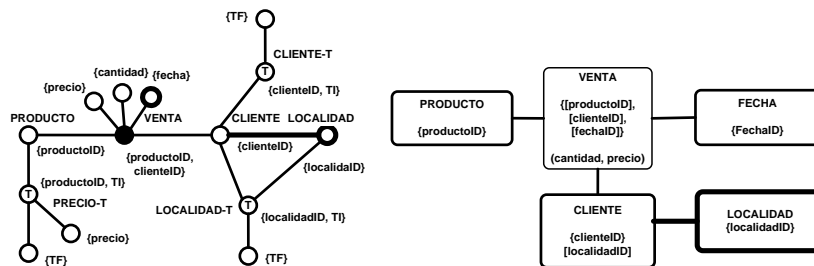 {TF}
CLIENTE-T
T
{clienteID, TI}
{cantidad}
{precio}
{fecha}
PRODUCTO
VENTA
CLIENTE
LOCALIDAD
{productoID}
{productoID,
clienteID}
{clienteID}
{localidaID}
T
{productoID, TI}
PRECIO-T
{precio}
{TF}
LOCALIDAD-T
T
{localidadID, TI}
{TF}
VENTA
{[productoID],
[clienteID],
[fechaID]}
(cantidad, precio)
PRODUCTO
{productoID}
FECHA
{FechaID}
CLIENTE
{clienteID}
[localidadID]
LOCALIDAD
{localidadID}